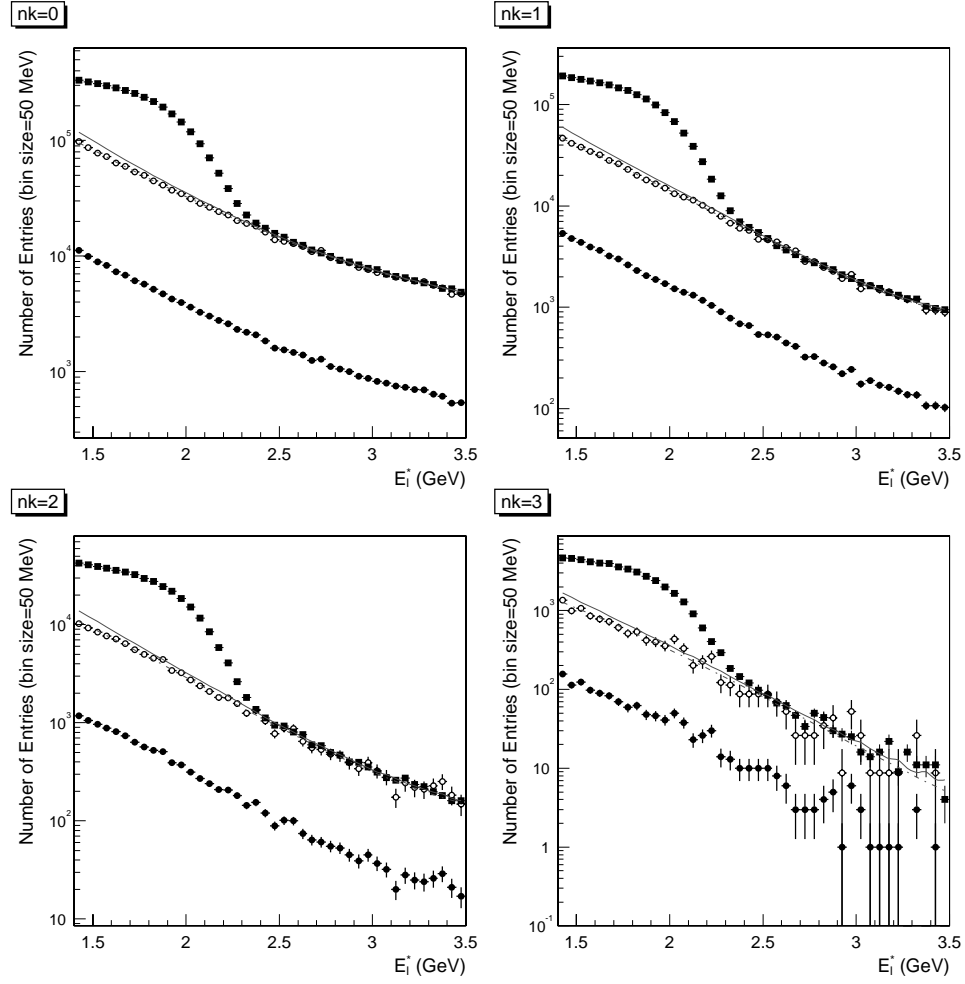 nk=0
Number of Entries (bin size=50 MeV)
10^5
10^4
10^3
1.5 2 2.5 3 3.5
E_l^* (GeV)
nk=1
Number of Entries (bin size=50 MeV)
10^5
10^4
10^3
10^2
1.5 2 2.5 3 3.5
E_l^* (GeV)
nk=2
Number of Entries (bin size=50 MeV)
10^4
10^3
10^2
10
1.5 2 2.5 3 3.5
E_l^* (GeV)
nk=3
Number of Entries (bin size=50 MeV)
10^3
10^2
10
1
10^-1
1.5 2 2.5 3 3.5
E_l^* (GeV)